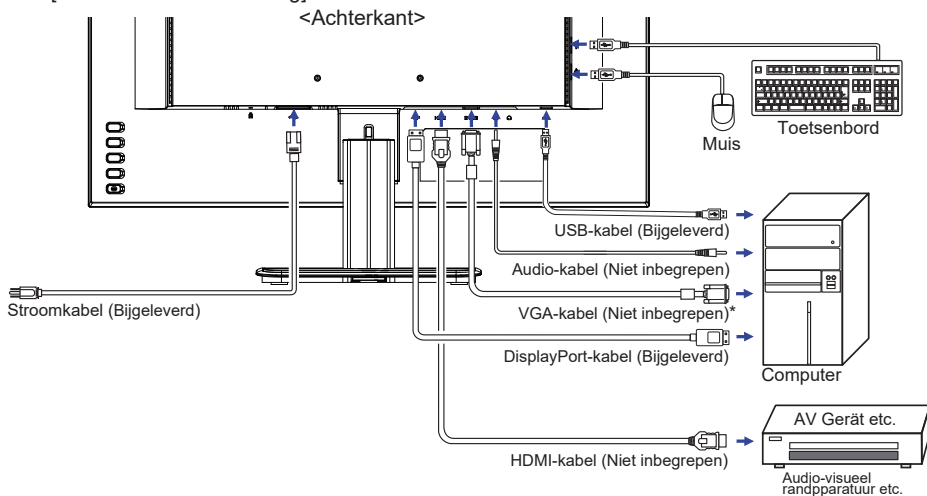 <Achterkant>
Toetsenbord
Muis
USB-kabel (Bijgeleverd)
Audio-kabel (Niet inbegrepen)
Stroomkabel (Bijgeleverd)
VGA-kabel (Niet inbegrepen)*
DisplayPort-kabel (Bijgeleverd)
Computer
AV Gerät etc.
HDMI-kabel (Niet inbegrepen)
Audio-visueel
randpparatuur etc.